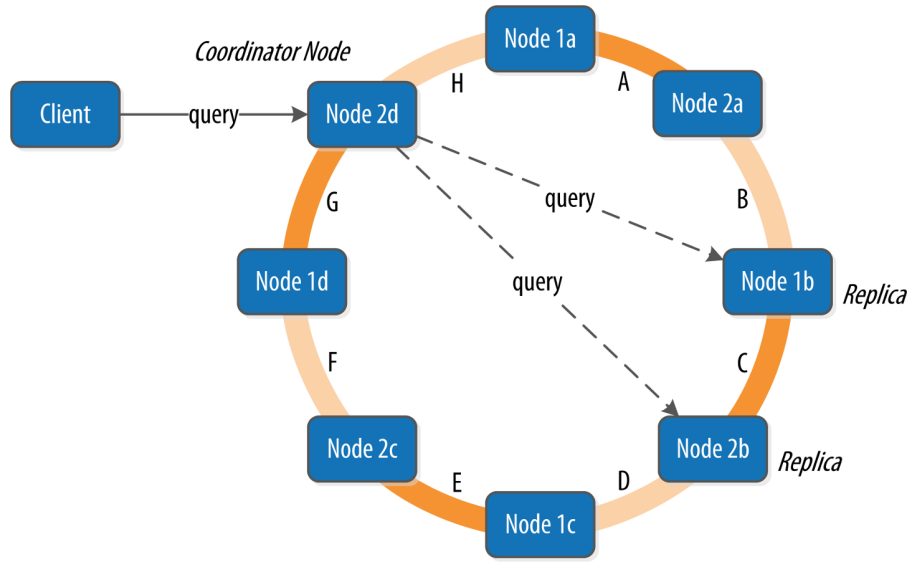 Node 1a
Coordinator Node
H
A
Client
query
Node 2d
Node 2a
G
query
B
query
Node 1d
Node 1b
Replica
F
C
Node 2c
Node 2b
Replica
E
D
Node 1c